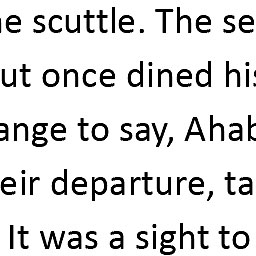 he scuttle. The se
ut once dined his
ange to say, Ahab
eir departure, ta
It was a sight to